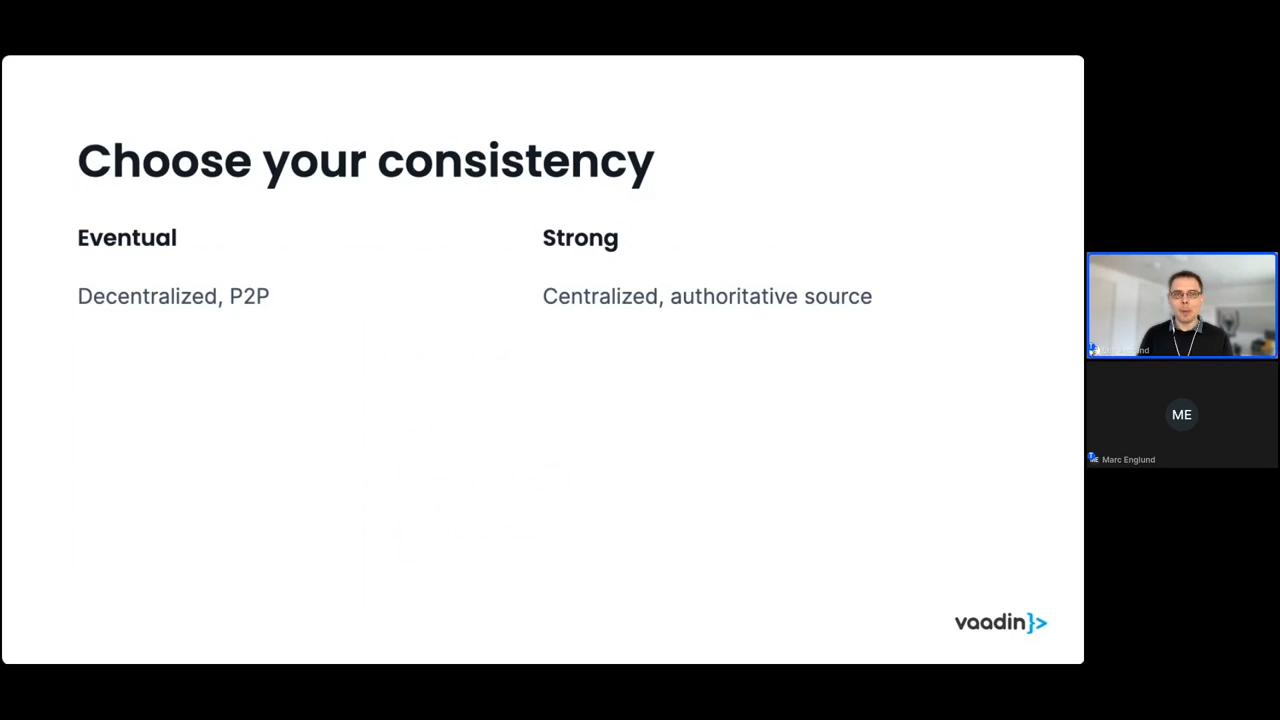 Choose your consistency
Eventual
Decentralized, P2P
Strong
Centralized, authoritative source
vaadin}>
ME
Marc Englund